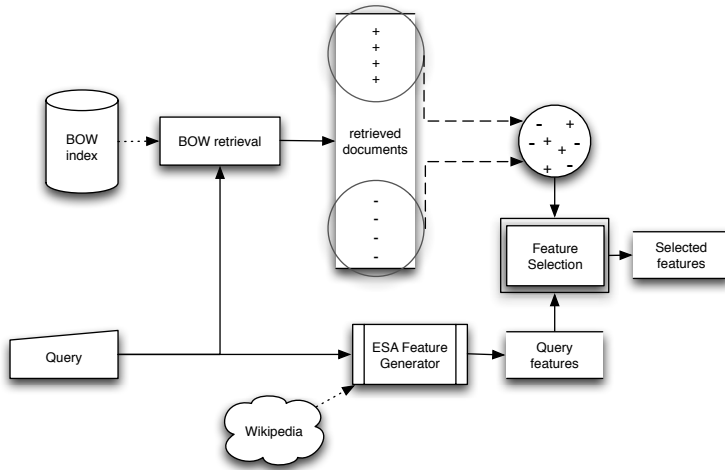 +
+
+
+
BOW
index
BOW retrieval
retrieved
documents
- +
- + -
+
+ -
-
-
-
-
Feature
Selection
Selected
features
Query
ESA Feature
Generator
Query
features
Wikipedia